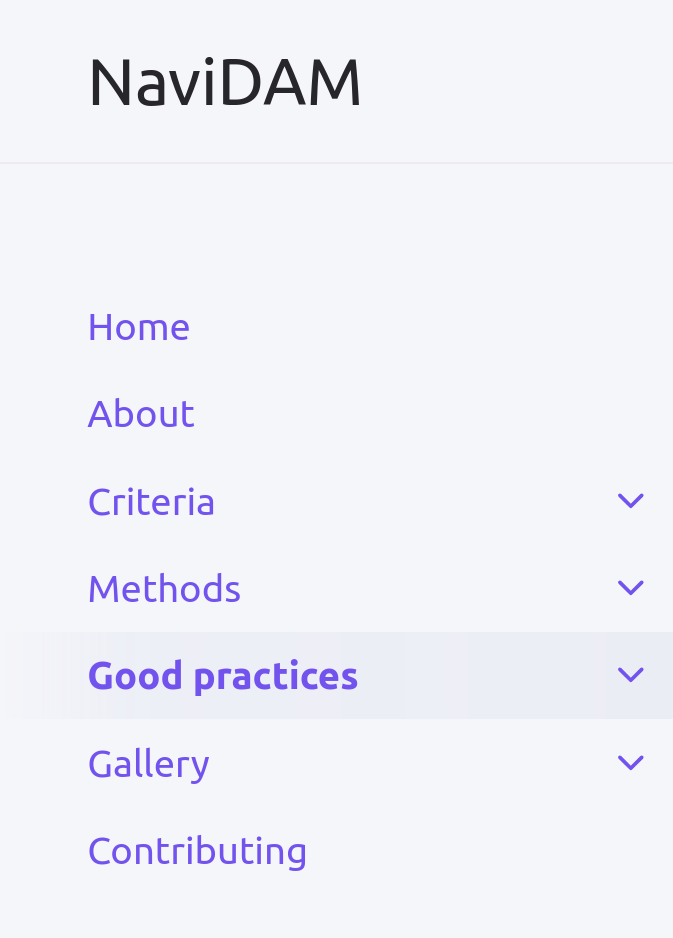 NaviDAM
Home
About
Criteria
Methods
Good practices
Gallery
Contributing